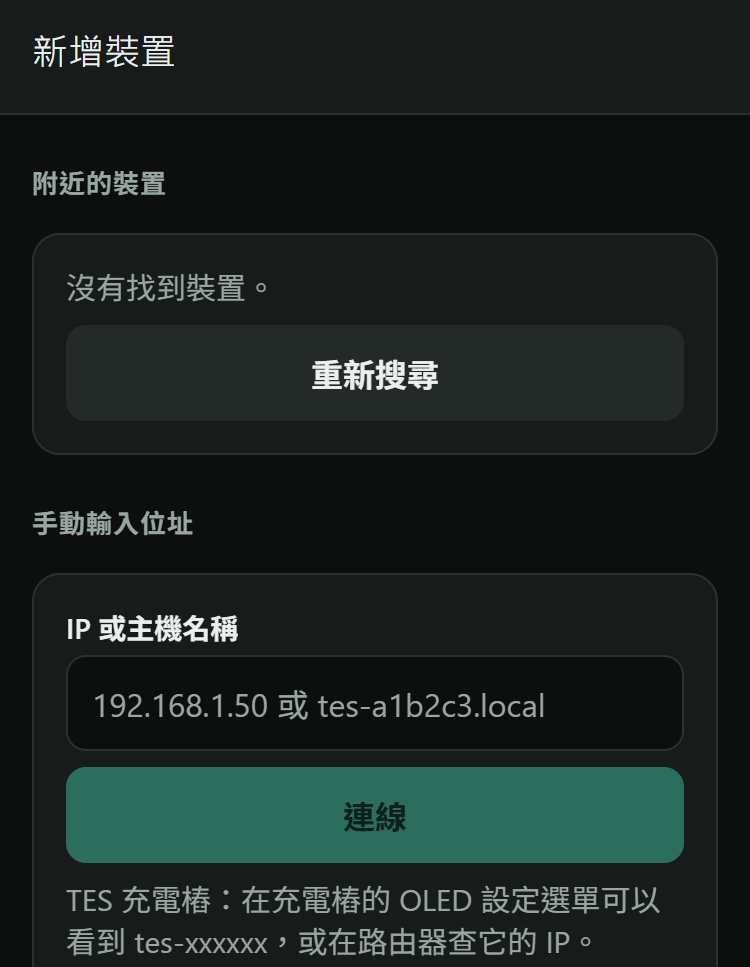 新增裝置
附近的裝置
沒有找到裝置。
重新搜尋
手動輸入位址
IP 或主機名稱
192.168.1.50 或 tes-a1b2c3.local
連線
TES 充電樁：在充電樁的 OLED 設定選單可以
看到 tes-xxxxxx，或在路由器查它的 IP。